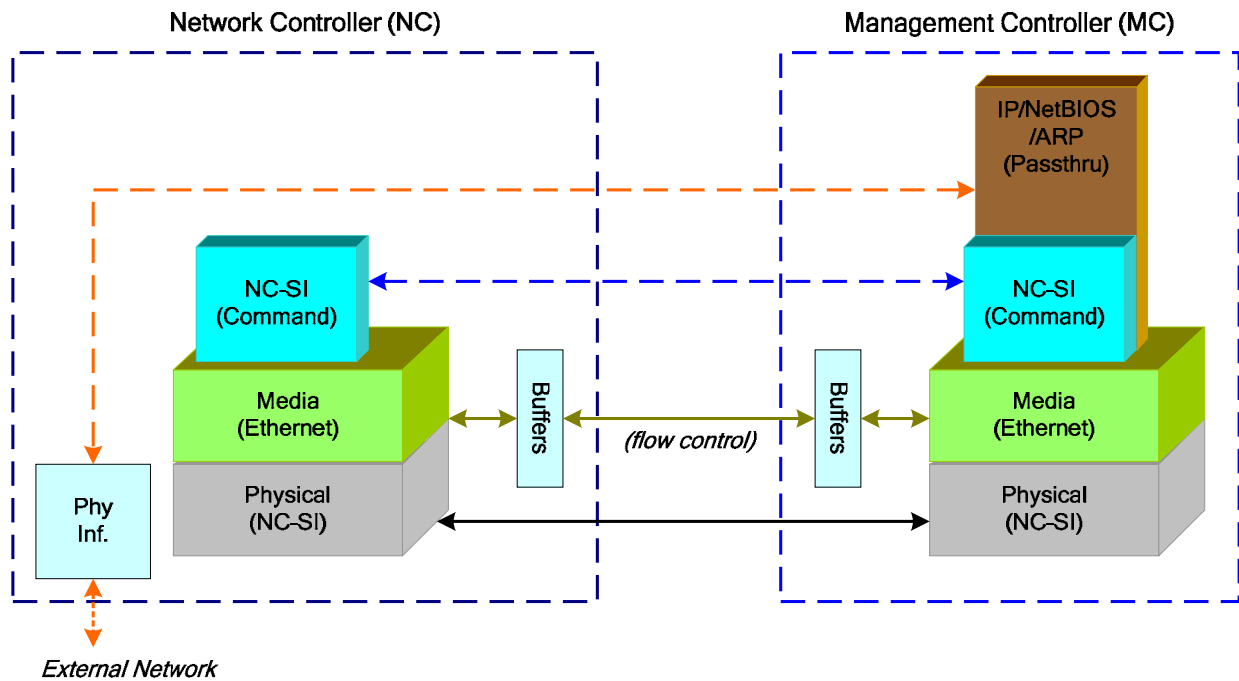 Network Controller (NC)
Management Controller (MC)
IP/NetBIOS
/ARP
(Passthru)
NC-SI
(Command)
NC-SI
(Command)
Media
(Ethernet)
Buffers
(flow control)
Buffers
Media
(Ethernet)
Phy
Inf.
Physical
(NC-SI)
Physical
(NC-SI)
External Network